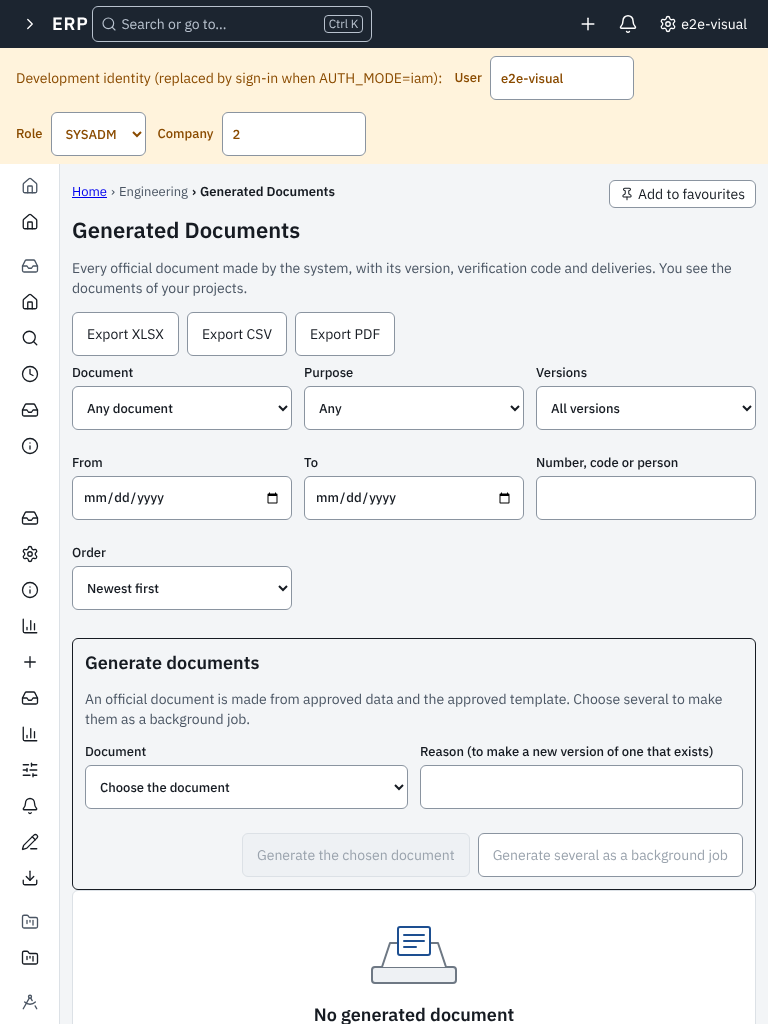 ERP
Search or go to...
Ctrl K
e2e-visual
Development identity (replaced by sign-in when AUTH_MODE=iam):
User
e2e-visual
Role
SYSADM
Company
2
Home › Engineering › Generated Documents
Add to favourites
Generated Documents
Every official document made by the system, with its version, verification code and deliveries. You see the
documents of your projects.
Export XLSX
Export CSV
Export PDF
Document
Purpose
Versions
Any document
Any
All versions
From
To
Number, code or person
mm/dd/yyyy
mm/dd/yyyy
Order
Newest first
Generate documents
An official document is made from approved data and the approved template. Choose several to make
them as a background job.
Document
Reason (to make a new version of one that exists)
Choose the document
Generate the chosen document
Generate several as a background job
No generated document